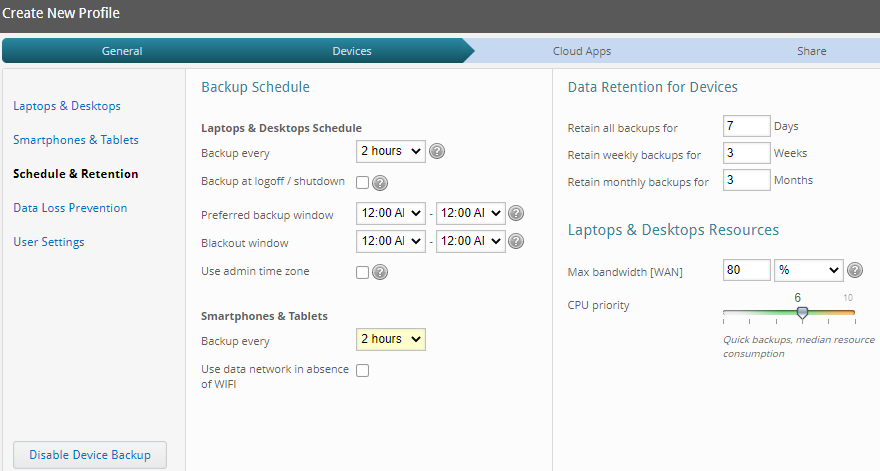 Create New Profile
General Devices Cloud Apps Share
Laptops & Desktops
Smartphones & Tablets
Schedule & Retention
Data Loss Prevention
User Settings
Disable Device Backup
Backup Schedule
Laptops & Desktops Schedule
Backup every 2 hours ?
Backup at logoff / shutdown ?
Preferred backup window 12:00 AI - 12:00 AI ?
Blackout window 12:00 AI - 12:00 AI ?
Use admin time zone ?
Smartphones & Tablets
Backup every 2 hours
Use data network in absence
of WIFI
Data Retention for Devices
Retain all backups for 7 Days
Retain weekly backups for 3 Weeks
Retain monthly backups for 3 Months
Laptops & Desktops Resources
Max bandwidth [WAN] 80 % ?
CPU priority 6 10
Quick backups, median resource
consumption